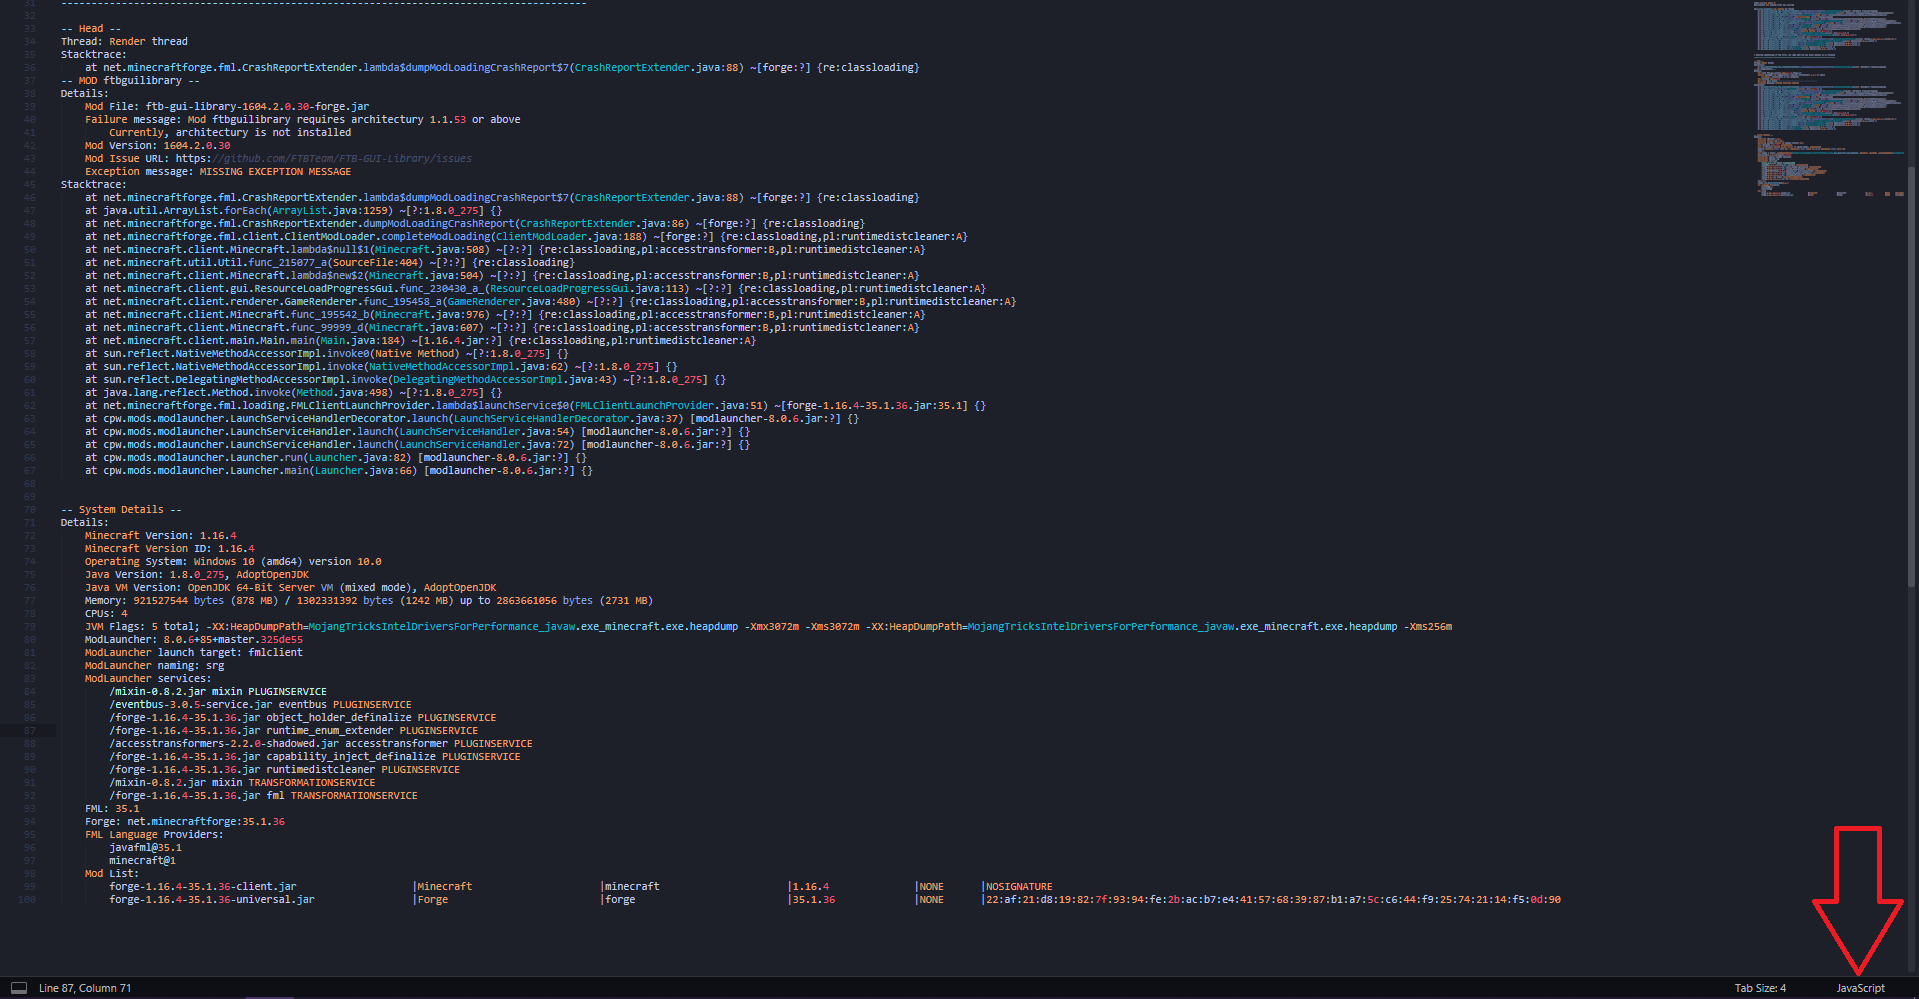 31 ---------------------------------------------------------------------------------------
32
33 -- Head --
34 Thread: Render thread
35 Stacktrace:
36 at net.minecraftforge.fml.CrashReportExtender.lambda$dumpModLoadingCrashReport$7(CrashReportExtender.java:88) ~[forge:?] {re:classloading}
37 -- MOD ftbguilibrary --
38 Details:
39 Mod File: ftb-gui-library-1604.2.0.30-forge.jar
40 Failure message: Mod ftbguilibrary requires architectury 1.1.53 or above
41 Currently, architectury is not installed
42 Mod Version: 1604.2.0.30
43 Mod Issue URL: https://github.com/FTBTeam/FTB-GUI-Library/issues
44 Exception message: MISSING EXCEPTION MESSAGE
45 Stacktrace:
46 at net.minecraftforge.fml.CrashReportExtender.lambda$dumpModLoadingCrashReport$7(CrashReportExtender.java:88) ~[forge:?] {re:classloading}
47 at java.util.ArrayList.forEach(ArrayList.java:1259) ~[?:1.8.0_275] {}
48 at net.minecraftforge.fml.CrashReportExtender.dumpModLoadingCrashReport(CrashReportExtender.java:86) ~[forge:?] {re:classloading}
49 at net.minecraftforge.fml.client.ClientModLoader.completeModLoading(ClientModLoader.java:188) ~[forge:?] {re:classloading,pl:runtimedistcleaner:A}
50 at net.minecraft.client.Minecraft.lambda$null$1(Minecraft.java:508) ~[?:?] {re:classloading,pl:accesstransformer:B,pl:runtimedistcleaner:A}
51 at net.minecraft.util.Util.func_215077_a(SourceFile:404) ~[?:?] {re:classloading}
52 at net.minecraft.client.Minecraft.lambda$new$2(Minecraft.java:504) ~[?:?] {re:classloading,pl:accesstransformer:B,pl:runtimedistcleaner:A}
53 at net.minecraft.client.gui.ResourceLoadProgressGui.func_230430_a_(ResourceLoadProgressGui.java:113) ~[?:?] {re:classloading,pl:runtimedistcleaner:A}
54 at net.minecraft.client.renderer.GameRenderer.func_195458_a(GameRenderer.java:480) ~[?:?] {re:classloading,pl:accesstransformer:B,pl:runtimedistcleaner:A}
55 at net.minecraft.client.Minecraft.func_195542_b(Minecraft.java:976) ~[?:?] {re:classloading,pl:accesstransformer:B,pl:runtimedistcleaner:A}
56 at net.minecraft.client.Minecraft.func_99999_d(Minecraft.java:607) ~[?:?] {re:classloading,pl:accesstransformer:B,pl:runtimedistcleaner:A}
57 at net.minecraft.client.main.Main.main(Main.java:184) ~[1.16.4.jar:?] {re:classloading,pl:runtimedistcleaner:A}
58 at sun.reflect.NativeMethodAccessorImpl.invoke0(Native Method) ~[?:1.8.0_275] {}
59 at sun.reflect.NativeMethodAccessorImpl.invoke(NativeMethodAccessorImpl.java:62) ~[?:1.8.0_275] {}
60 at sun.reflect.DelegatingMethodAccessorImpl.invoke(DelegatingMethodAccessorImpl.java:43) ~[?:1.8.0_275] {}
61 at java.lang.reflect.Method.invoke(Method.java:498) ~[?:1.8.0_275] {}
62 at net.minecraftforge.fml.loading.FMLClientLaunchProvider.lambda$launchService$0(FMLClientLaunchProvider.java:51) ~[forge-1.16.4-35.1.36.jar:35.1] {}
63 at cpw.mods.modlauncher.LaunchServiceHandlerDecorator.launch(LaunchServiceHandlerDecorator.java:37) [modlauncher-8.0.6.jar:?] {}
64 at cpw.mods.modlauncher.LaunchServiceHandler.launch(LaunchServiceHandler.java:54) [modlauncher-8.0.6.jar:?] {}
65 at cpw.mods.modlauncher.LaunchServiceHandler.launch(LaunchServiceHandler.java:72) [modlauncher-8.0.6.jar:?] {}
66 at cpw.mods.modlauncher.Launcher.run(Launcher.java:82) [modlauncher-8.0.6.jar:?] {}
67 at cpw.mods.modlauncher.Launcher.main(Launcher.java:66) [modlauncher-8.0.6.jar:?] {}
68
69
70 -- System Details --
71 Details:
72 Minecraft Version: 1.16.4
73 Minecraft Version ID: 1.16.4
74 Operating System: Windows 10 (amd64) version 10.0
75 Java Version: 1.8.0_275, AdoptOpenJDK
76 Java VM Version: OpenJDK 64-Bit Server VM (mixed mode), AdoptOpenJDK
77 Memory: 921527544 bytes (878 MB) / 1302331392 bytes (1242 MB) up to 2863661056 bytes (2731 MB)
78 CPUs: 4
79 JVM Flags: 5 total; -XX:HeapDumpPath=MojangTricksIntelDriversForPerformance_javaw.exe_minecraft.exe.heapdump -Xmx3072m -Xms3072m -XX:HeapDumpPath=MojangTricksIntelDriversForPerformance_javaw.exe_minecraft.exe.heapdump -Xms256m
80 ModLauncher: 8.0.6+85+master.325de55
81 ModLauncher launch target: fmlclient
82 ModLauncher naming: srg
83 ModLauncher services:
84 /mixin-0.8.2.jar mixin PLUGINSERVICE
85 /eventbus-3.0.5-service.jar eventbus PLUGINSERVICE
86 /forge-1.16.4-35.1.36.jar object_holder_definalize PLUGINSERVICE
87 /forge-1.16.4-35.1.36.jar runtime_enum_extender PLUGINSERVICE
88 /accesstransformers-2.2.0-shadowed.jar accesstransformer PLUGINSERVICE
89 /forge-1.16.4-35.1.36.jar capability_inject_definalize PLUGINSERVICE
90 /forge-1.16.4-35.1.36.jar runtimedistcleaner PLUGINSERVICE
91 /mixin-0.8.2.jar mixin TRANSFORMATIONSERVICE
92 /forge-1.16.4-35.1.36.jar fml TRANSFORMATIONSERVICE
93 FML: 35.1
94 Forge: net.minecraftforge:35.1.36
95 FML Language Providers:
96 javafml@35.1
97 minecraft@1
98 Mod List:
99 forge-1.16.4-35.1.36-client.jar |Minecraft |minecraft |1.16.4 |NONE |NOSIGNATURE
100 forge-1.16.4-35.1.36-universal.jar |Forge |forge |35.1.36 |NONE |22:af:21:d8:19:82:7f:93:94:fe:2b:ac:b7:e4:41:57:68:39:87:b1:a7:5c:c6:44:f9:25:74:21:14:f5:0d:90
Line 87, Column 71 Tab Size: 4 JavaScript